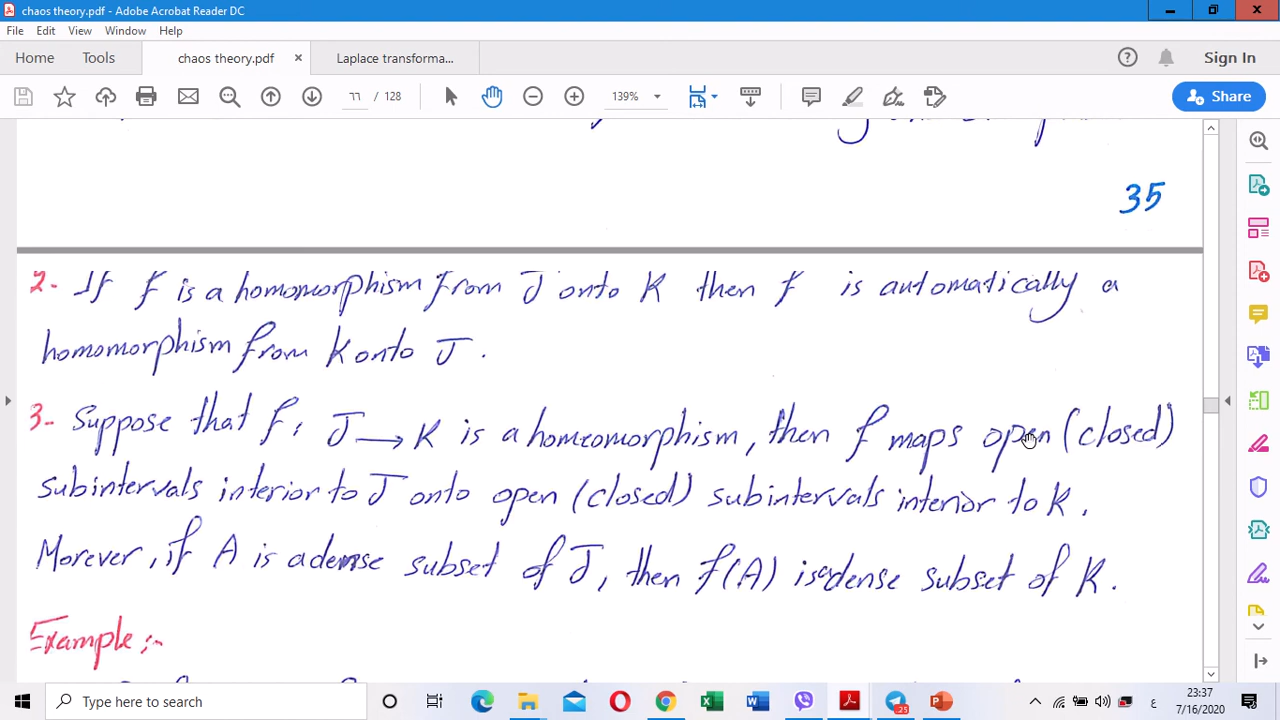 chaos theory.pdf - Adobe Acrobat Reader DC
File Edit View Window Help
Home Tools chaos theory.pdf × Laplace transforma... Sign In
٦٦ / 128 139% Share
35
2- If f is a homomorphism from J onto K then f is automatically a
homomorphism from K onto J .
3- Suppose that f, J → K is a homeomorphism, then f maps open (closed)
subintervals interior to J onto open (closed) subintervals interior to K.
Morever, if A is a dense subset of J, then f(A) is a dense subset of K.
Example :-
Type here to search
ع 23:37
7/16/2020